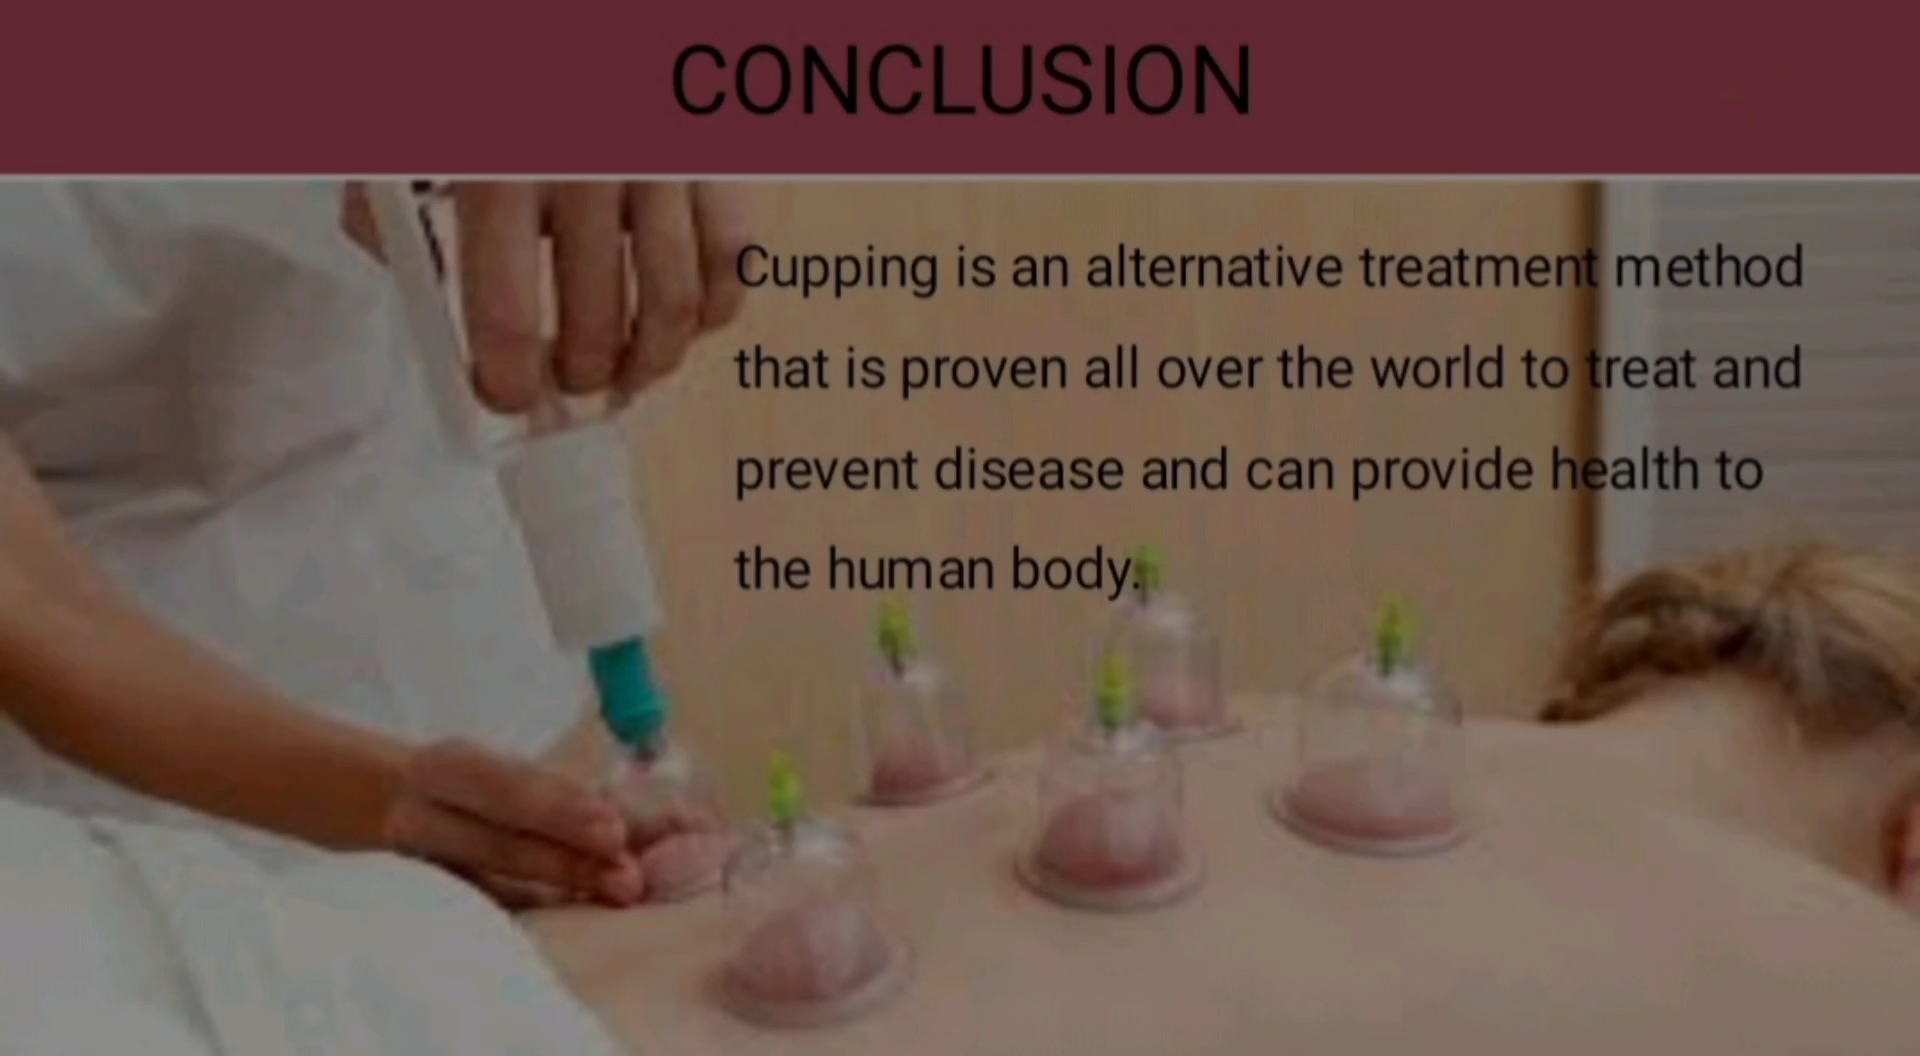 CONCLUSION
Cupping is an alternative treatment method
that is proven all over the world to treat and
prevent disease and can provide health to
the human body.